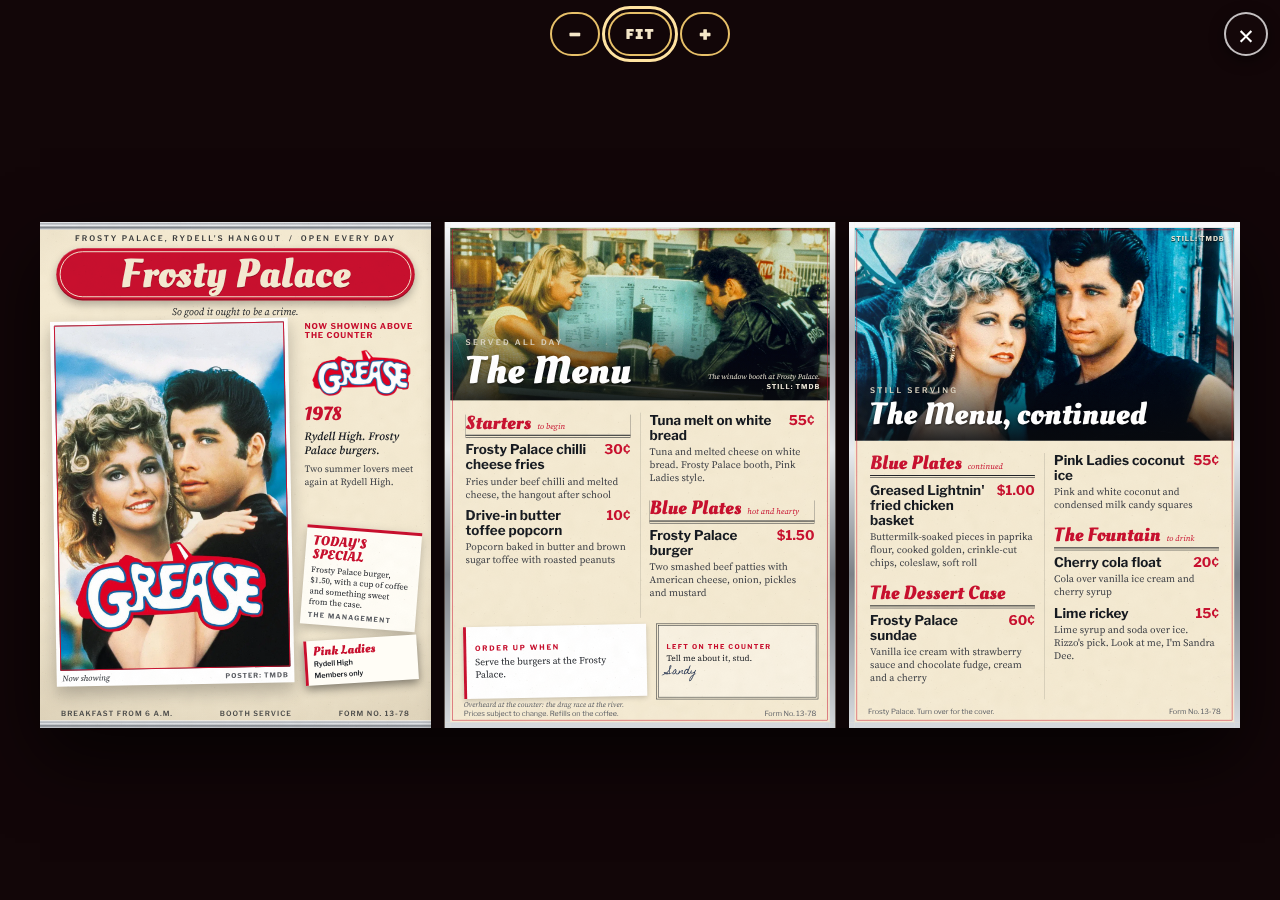 −
FIT
+
×
FROSTY PALACE, RYDELL'S HANGOUT / OPEN EVERY DAY
Frosty Palace
So good it ought to be a crime.
NOW SHOWING ABOVE
THE COUNTER
GREASE
1978
Rydell High. Frosty
Palace burgers.
Two summer lovers meet
again at Rydell High.
GREASE
TODAY'S
SPECIAL
Frosty Palace burger,
$1.50, with a cup of coffee
and something sweet
from the case.
THE MANAGEMENT
Pink Ladies
Rydell High
Members only
Now showing
POSTER: TMDB
BREAKFAST FROM 6 A.M.
BOOTH SERVICE
FORM NO. 13-78
SERVED ALL DAY
The Menu
The window booth at Frosty Palace.
STILL: TMDB
Starters to begin
Frosty Palace chilli 30¢
cheese fries
Fries under beef chilli and melted
cheese, the hangout after school
Drive-in butter 10¢
toffee popcorn
Popcorn baked in butter and brown
sugar toffee with roasted peanuts
Tuna melt on white 55¢
bread
Tuna and melted cheese on white
bread. Frosty Palace booth, Pink
Ladies style.
Blue Plates hot and hearty
Frosty Palace $1.50
burger
Two smashed beef patties with
American cheese, onion, pickles
and mustard
ORDER UP WHEN
Serve the burgers at the Frosty
Palace.
LEFT ON THE COUNTER
Tell me about it, stud.
Sandy
Overheard at the counter: the drag race at the river.
Prices subject to change. Refills on the coffee.
Form No. 13-78
STILL: TMDB
STILL SERVING
The Menu, continued
Blue Plates continued
Greased Lightnin' $1.00
fried chicken
basket
Buttermilk-soaked pieces in paprika
flour, cooked golden, crinkle-cut
chips, coleslaw, soft roll
The Dessert Case
Frosty Palace 60¢
sundae
Vanilla ice cream with strawberry
sauce and chocolate fudge, cream
and a cherry
Pink Ladies coconut 55¢
ice
Pink and white coconut and
condensed milk candy squares
The Fountain to drink
Cherry cola float 20¢
Cola over vanilla ice cream and
cherry syrup
Lime rickey 15¢
Lime syrup and soda over ice.
Rizzo's pick. Look at me, I'm Sandra
Dee.
Frosty Palace. Turn over for the cover.
Form No. 13-78